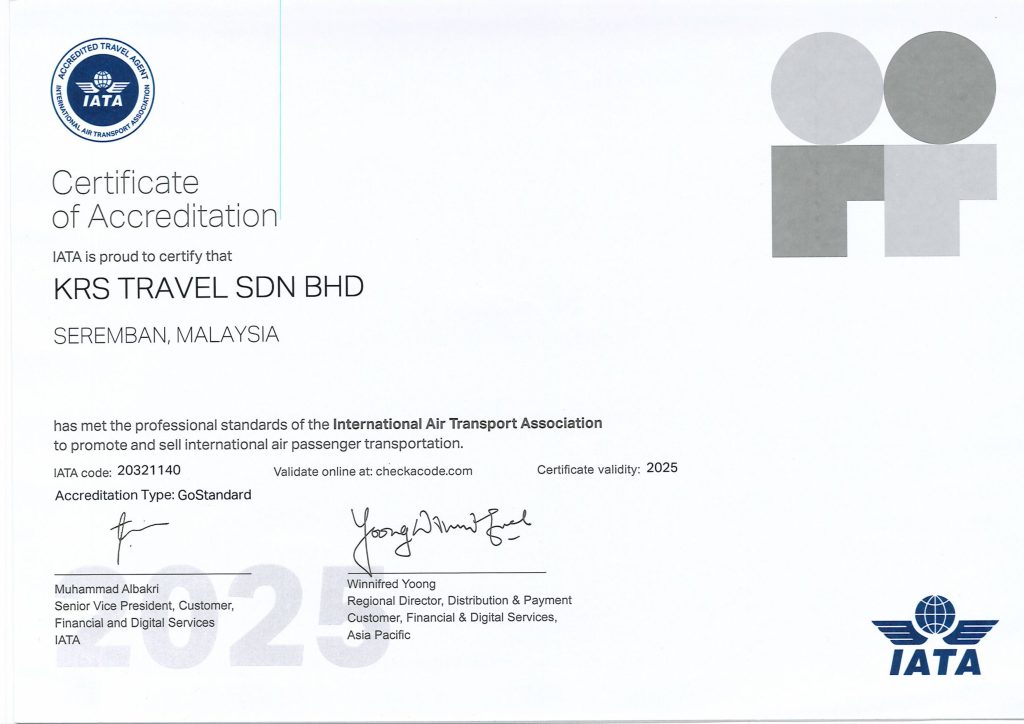 ACCREDITED TRAVEL AGENT
IATA
INTERNATIONAL AIR TRANSPORT ASSOCIATION
Certificate
of Accreditation
IATA is proud to certify that
KRS TRAVEL SDN BHD
SEREMBAN, MALAYSIA
has met the professional standards of the International Air Transport Association
to promote and sell international air passenger transportation.
IATA code: 20321140 Validate online at: checkacode.com Certificate validity: 2025
Accreditation Type: GoStandard
2025
Muhammad Albakri
Senior Vice President, Customer,
Financial and Digital Services
IATA
Winnifred Yoong
Regional Director, Distribution & Payment
Customer, Financial & Digital Services,
Asia Pacific
IATA